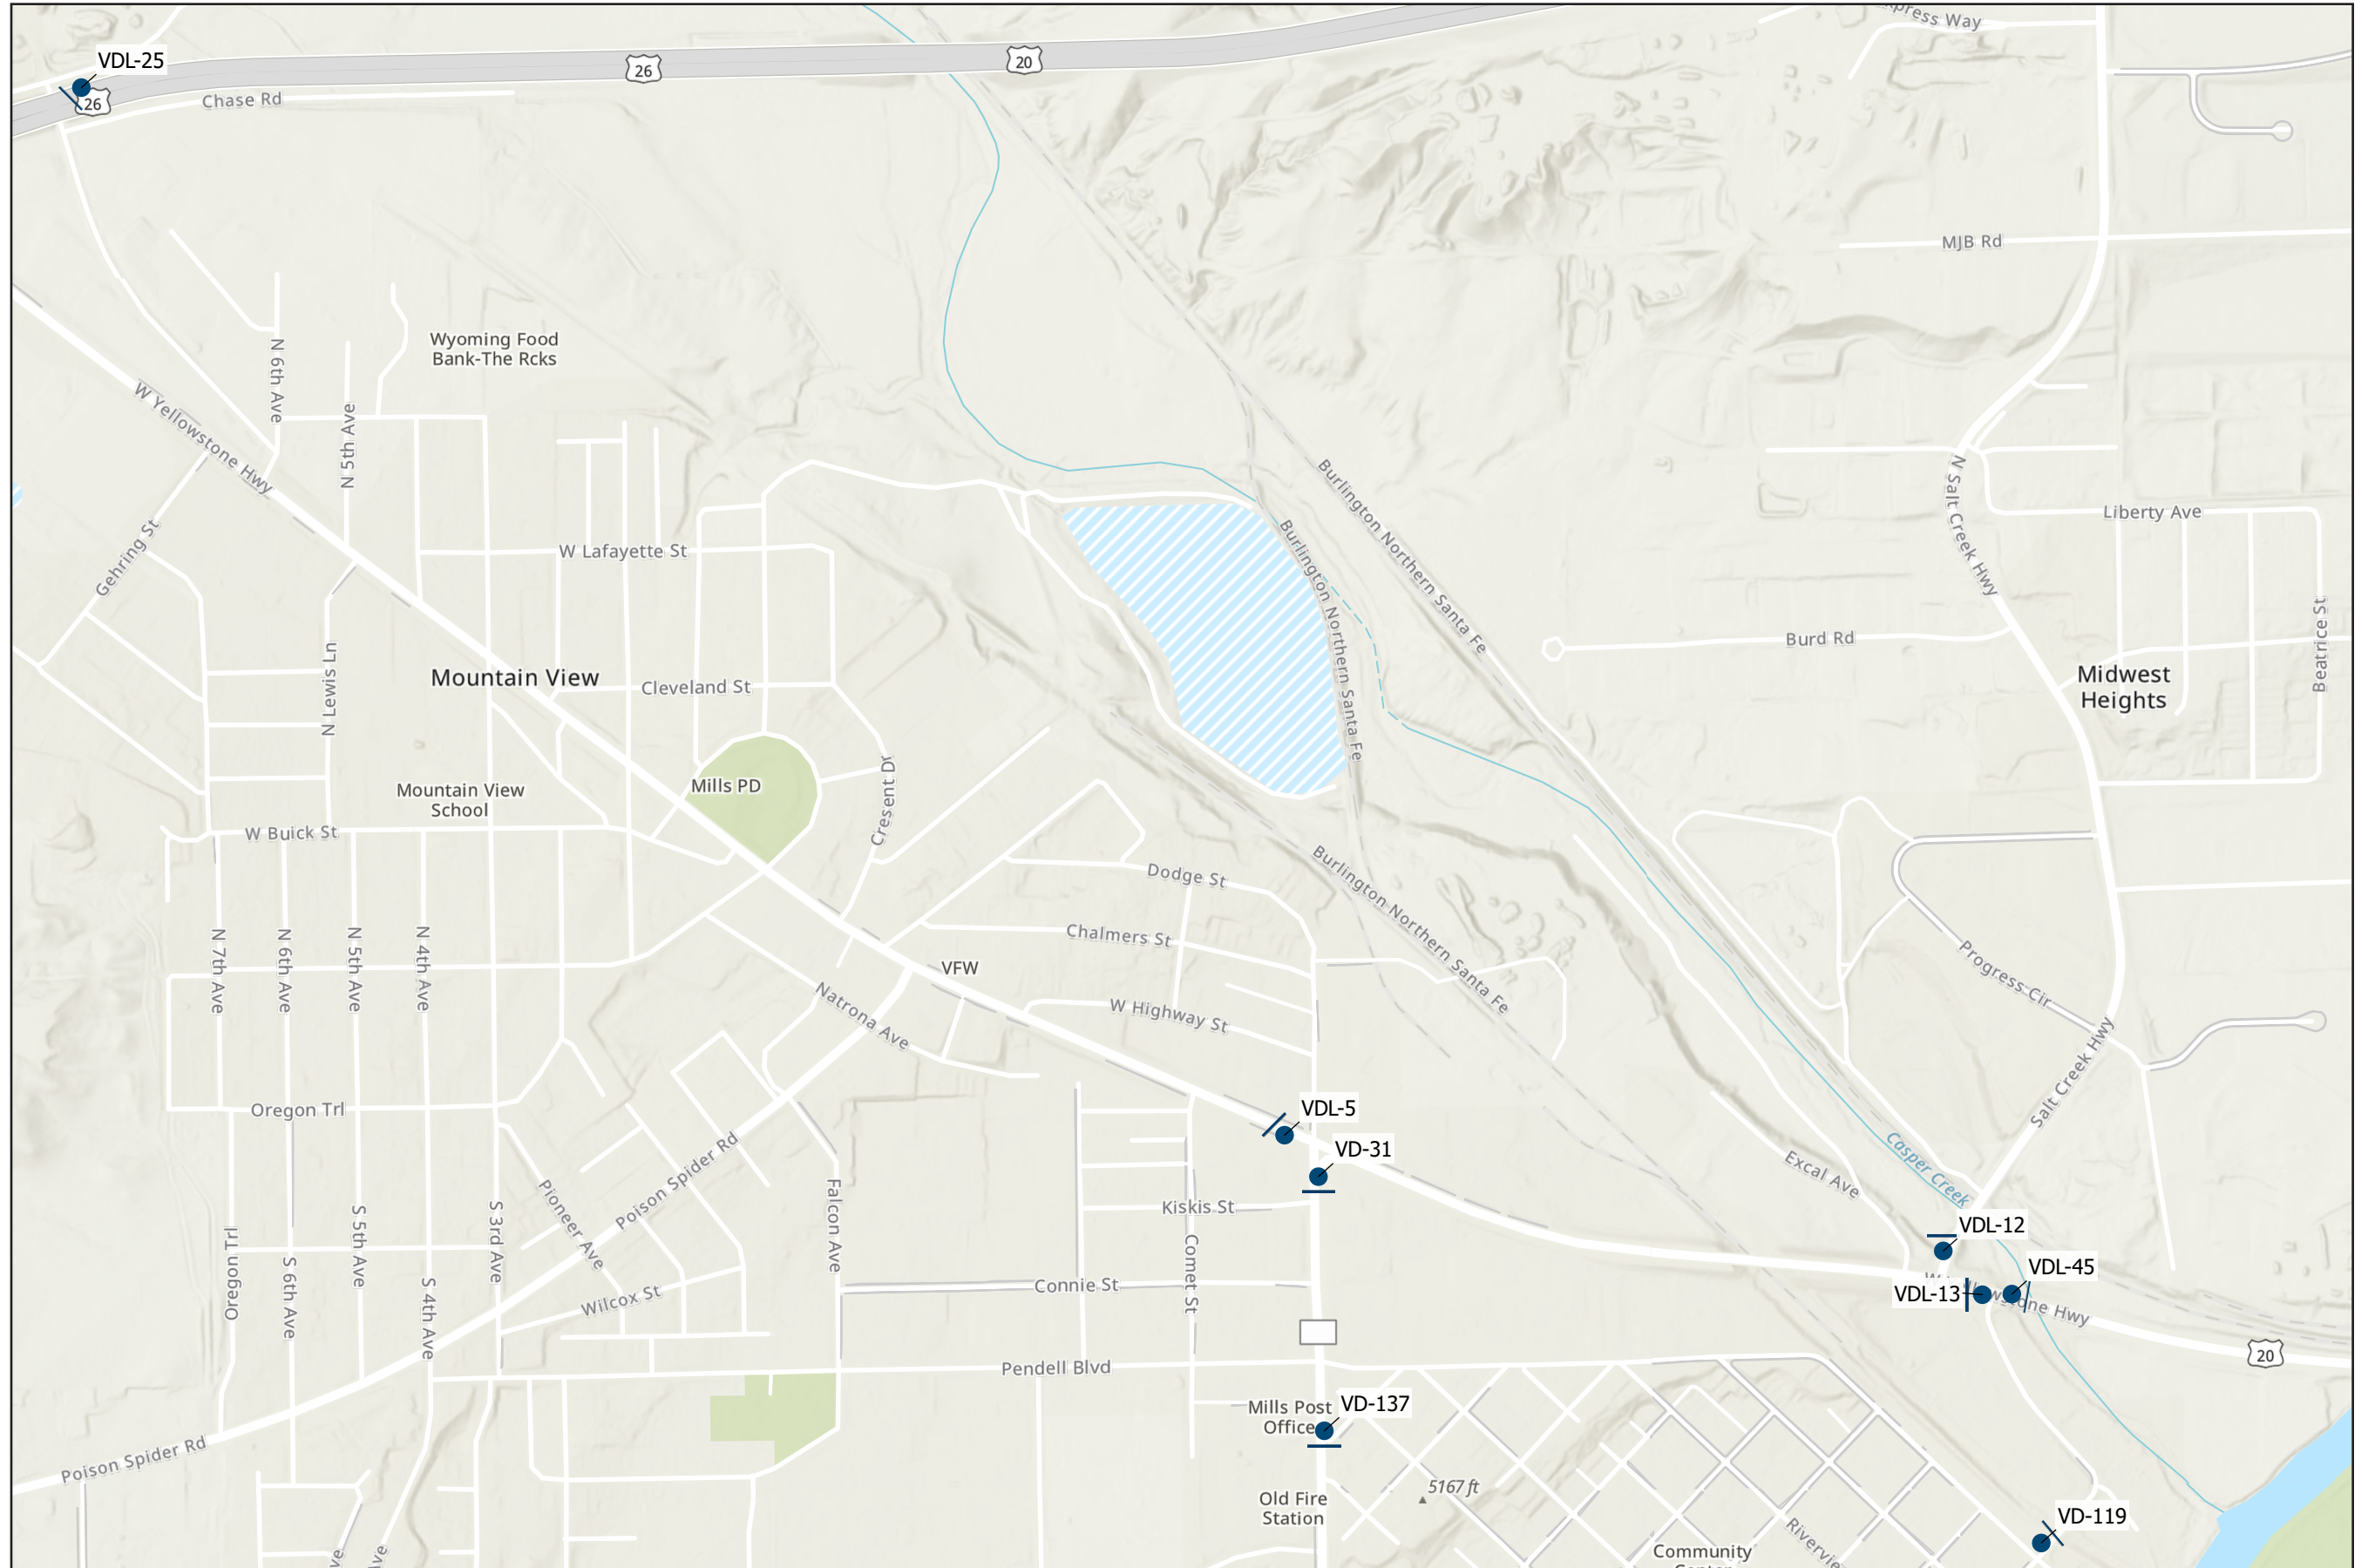 xpress Way
VDL-25
26
20
26
Chase Rd
MJB Rd
Wyoming Food
Bank-The Rcks
N 6th Ave
N 5th Ave
W Yellowstone Hwy
Burlington Northern Santa Fe
N Salt Creek Hwy
Liberty Ave
Gehring St
W Lafayette St
Burlington Northern Santa Fe
Beatrice St
Burd Rd
N Lewis Ln
Mountain View
Cleveland St
Midwest
Heights
Mills PD
Mountain View
School
Cresent Dr
W Buick St
Dodge St
Burlington Northern Santa Fe
Chalmers St
N 7th Ave
N 6th Ave
N 5th Ave
N 4th Ave
VFW
Progress Cir
Natrona Ave
W Highway St
Salt Creek Hwy
Oregon Trl
VDL-5
VD-31
Poison Spider Rd
Pioneer Ave
Excal Ave
Casper Creek
Falcon Ave
Kiskis St
VDL-12
Oregon Trl
S 5th Ave
S 3rd Ave
S 6th Ave
S 4th Ave
Comet St
VDL-45
Connie St
VDL-13
stone Hwy
Wilcox St
20
Pendell Blvd
VD-137
Mills Post
Office
Poison Spider Rd
5167 ft
Old Fire
Station
VD-119
Rivervie
Community
ve
ve